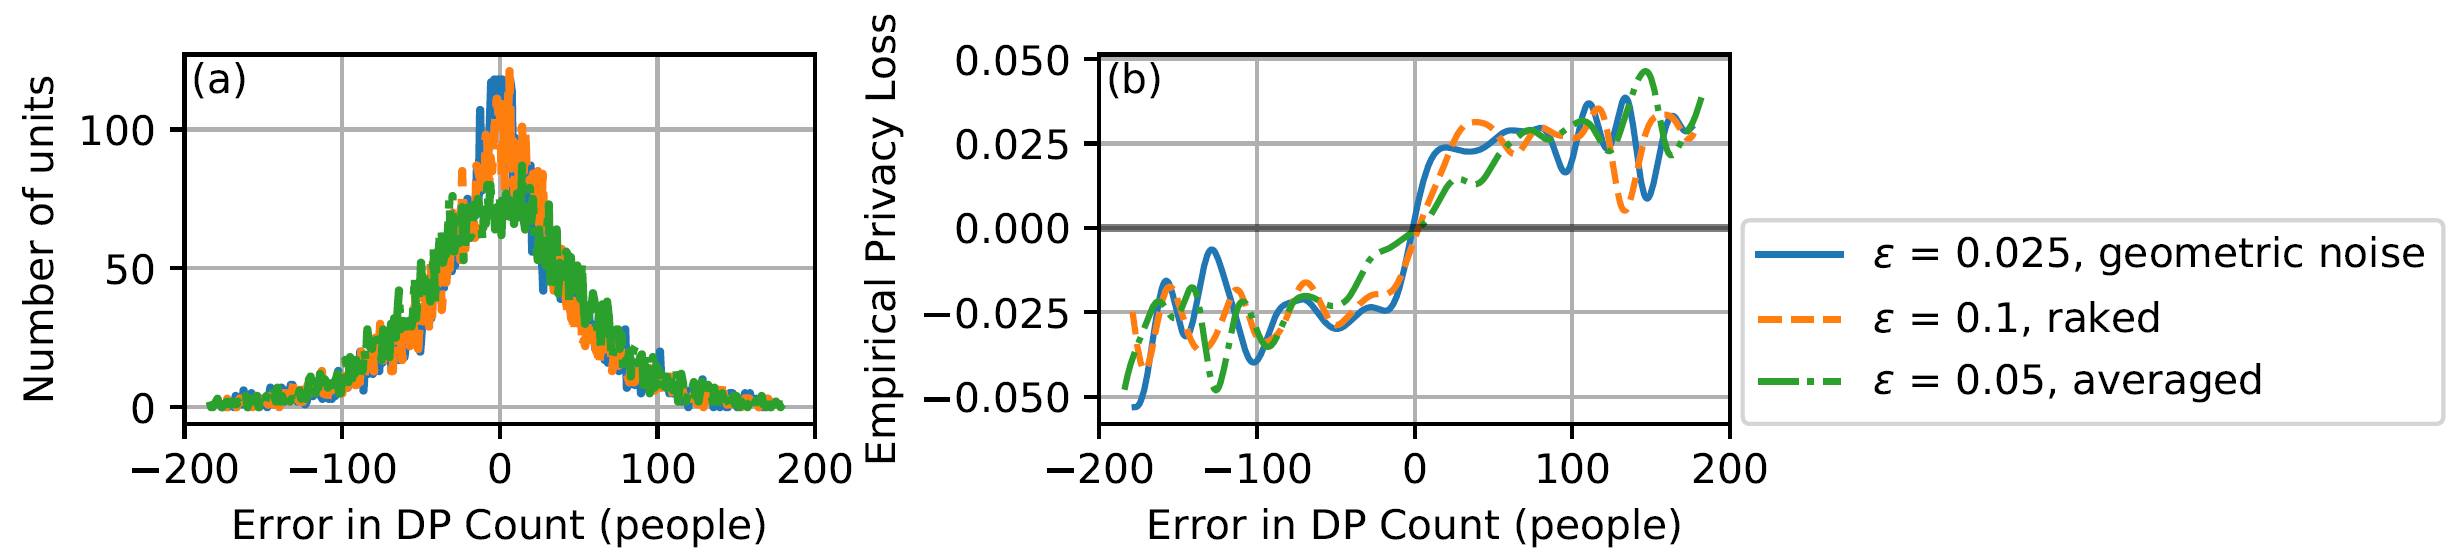 (a)
Number of units
100
50
0
−200
−100
0
100
200
Error in DP Count (people)
(b)
Empirical Privacy Loss
0.050
0.025
0.000
−0.025
−0.050
−200
−100
0
100
200
Error in DP Count (people)
ε = 0.025, geometric noise
ε = 0.1, raked
ε = 0.05, averaged